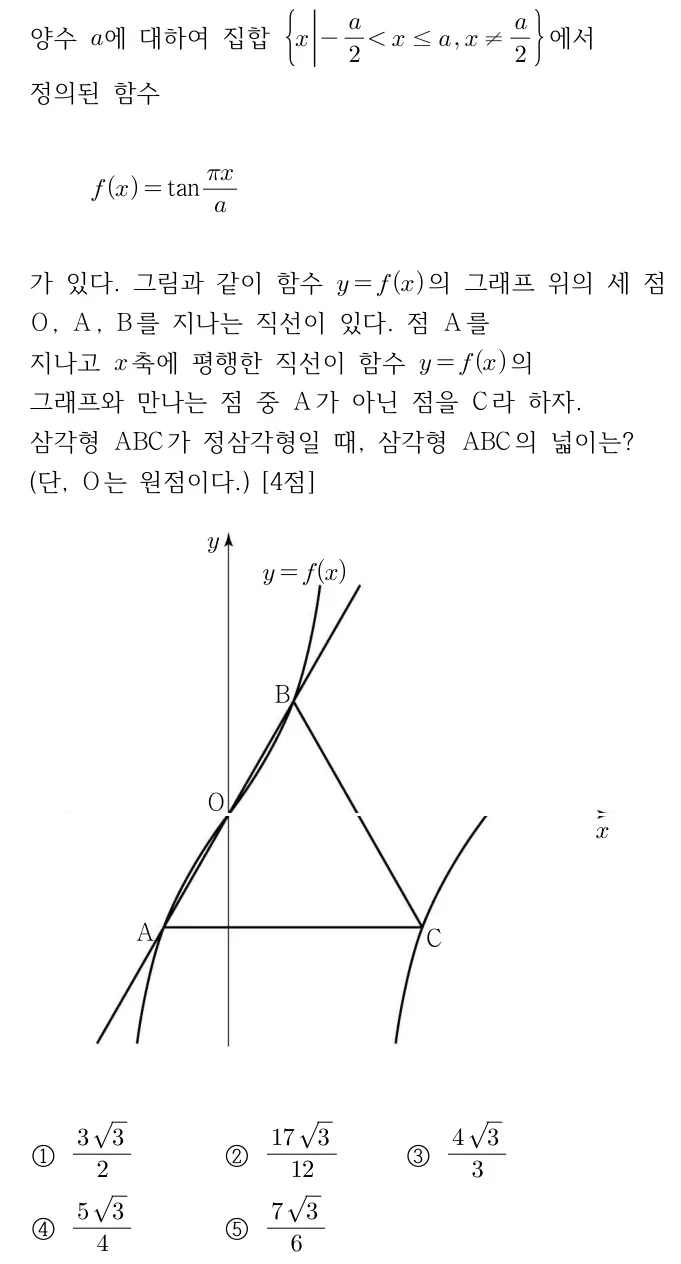 양수 a에 대하여 집합 {x | -a/2 < x ≤ a, x ≠ a/2}에서
정의된 함수
f(x) = tan πx/a
가 있다. 그림과 같이 함수 y=f(x)의 그래프 위의 세 점
O, A, B를 지나는 직선이 있다. 점 A를
지나고 x축에 평행한 직선이 함수 y=f(x)의
그래프와 만나는 점 중 A가 아닌 점을 C라 하자.
삼각형 ABC가 정삼각형일 때, 삼각형 ABC의 넓이는?
(단, O는 원점이다.) [4점]
y
y=f(x)
B
O
x
A
C
① 3√3/2 ② 17√3/12 ③ 4√3/3
④ 5√3/4 ⑤ 7√3/6